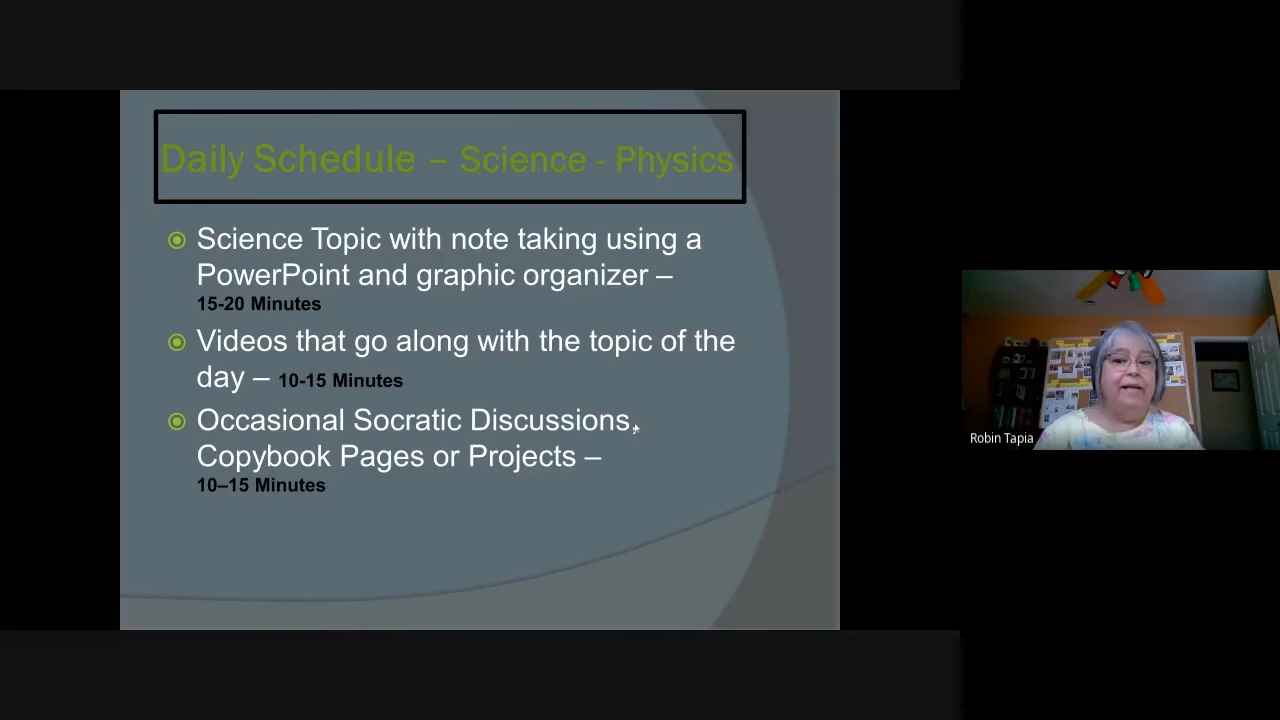 Daily Schedule – Science - Physics
Science Topic with note taking using a
PowerPoint and graphic organizer –
15-20 Minutes
Videos that go along with the topic of the
day – 10-15 Minutes
Occasional Socratic Discussions,
Copybook Pages or Projects –
10–15 Minutes
Robin Tapia